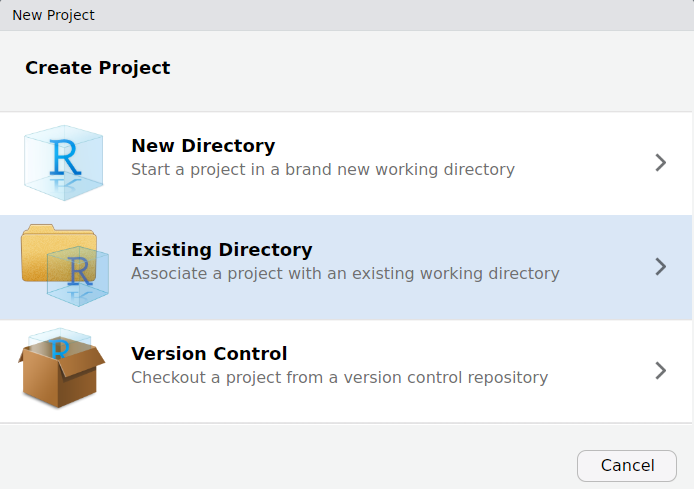 New Project
Create Project
R
New Directory
Start a project in a brand new working directory
R
Existing Directory
Associate a project with an existing working directory
R
Version Control
Checkout a project from a version control repository
Cancel